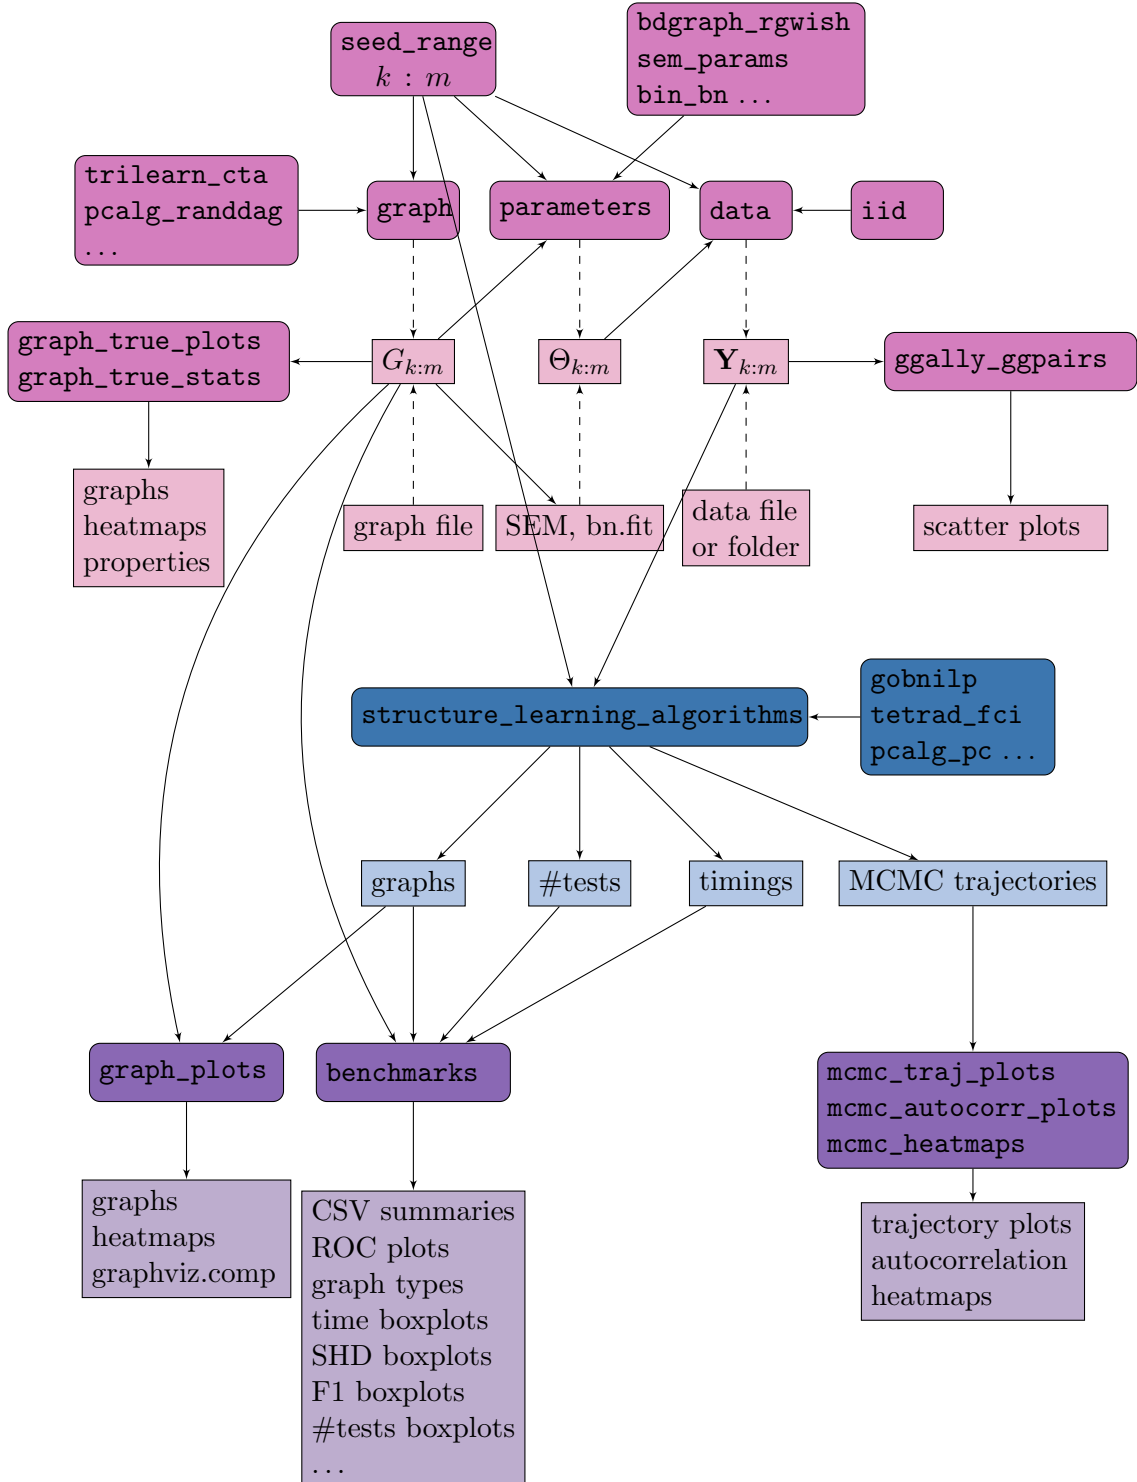 seed_range
k : m
bdgraph_rgwish
sem_params
bin_bn ...
trilearn_cta
pcalg_randdag
...
graph
parameters
data
iid
graph_true_plots
graph_true_stats
G_{k:m}
Θ_{k:m}
Y_{k:m}
ggally_ggpairs
graphs
heatmaps
properties
graph file
SEM, bn.fit
data file
or folder
scatter plots
structure_learning_algorithms
gobnilp
tetrad_fci
pcalg_pc ...
graphs
#tests
timings
MCMC trajectories
graph_plots
benchmarks
mcmc_traj_plots
mcmc_autocorr_plots
mcmc_heatmaps
graphs
heatmaps
graphviz.comp
CSV summaries
ROC plots
graph types
time boxplots
SHD boxplots
F1 boxplots
#tests boxplots
...
trajectory plots
autocorrelation
heatmaps